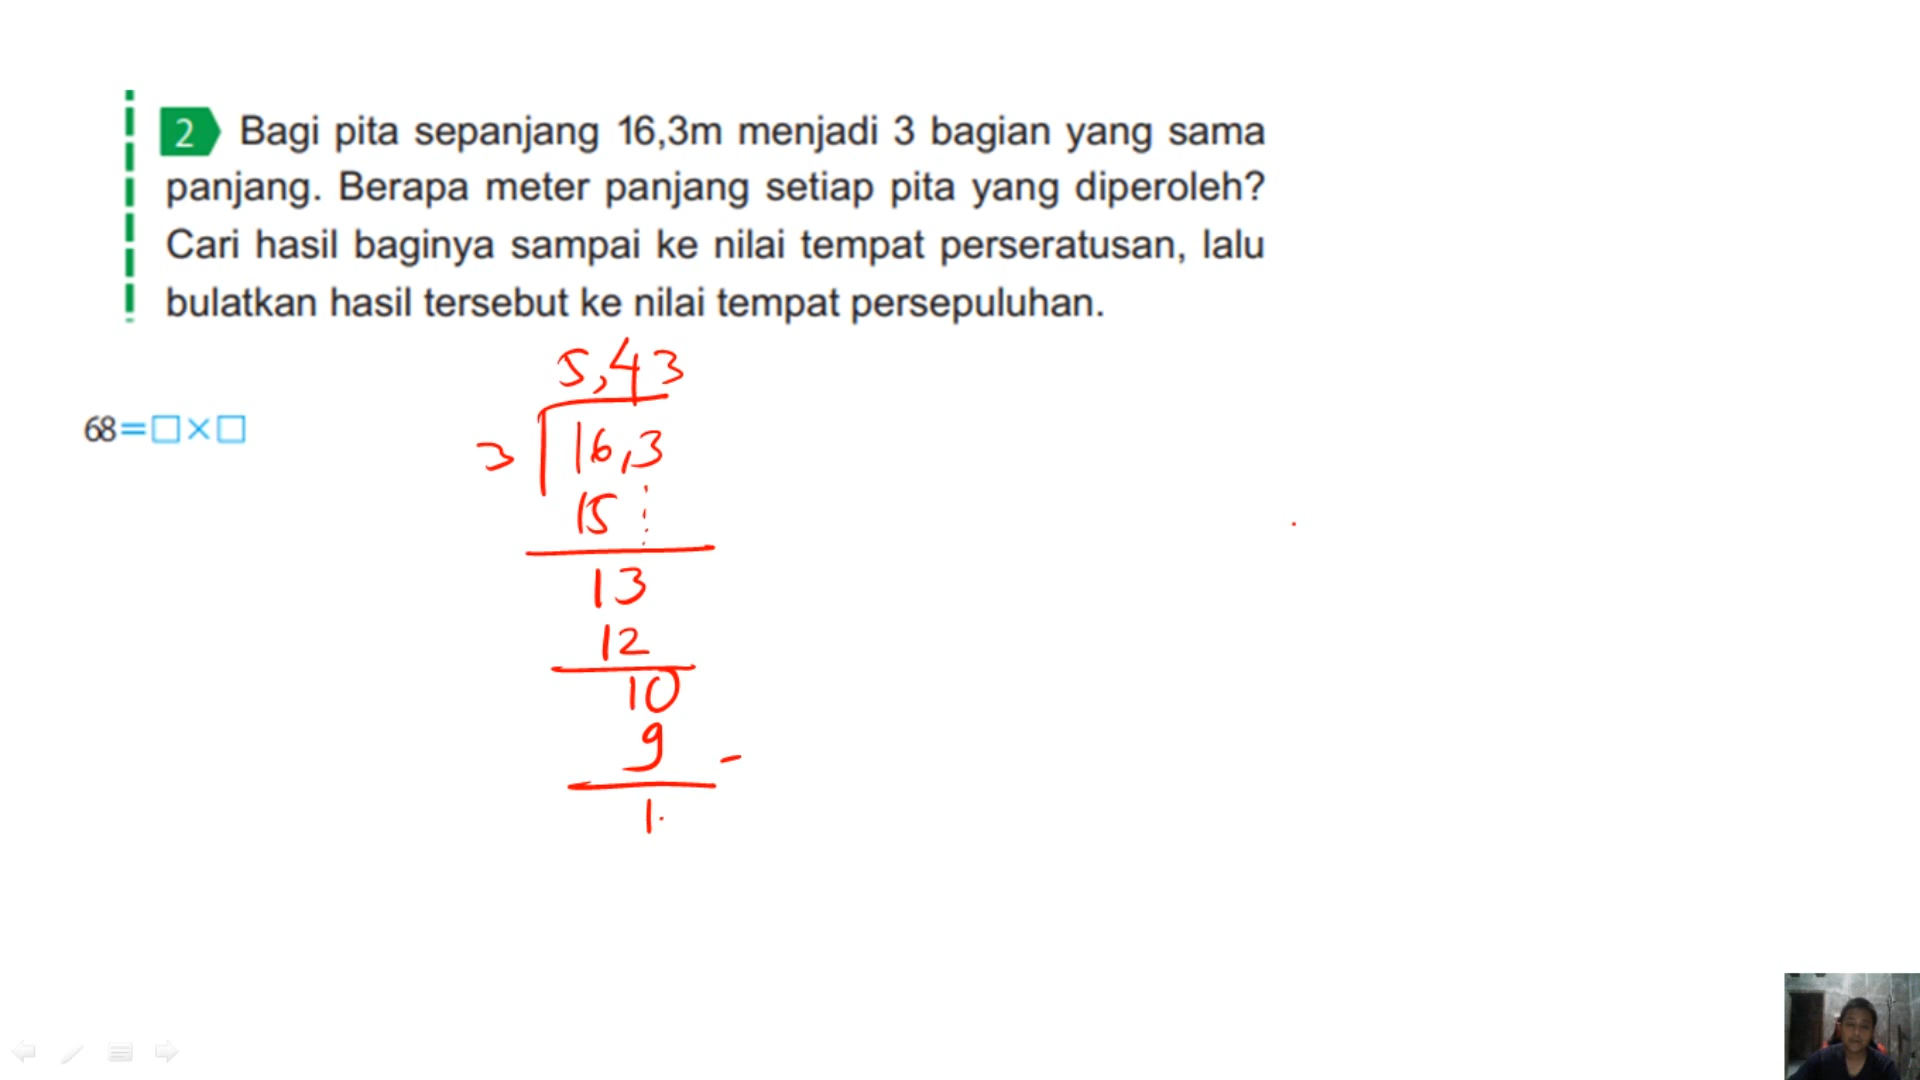 2 Bagi pita sepanjang 16,3m menjadi 3 bagian yang sama
panjang. Berapa meter panjang setiap pita yang diperoleh?
Cari hasil baginya sampai ke nilai tempat perseratusan, lalu
bulatkan hasil tersebut ke nilai tempat persepuluhan.
68=□×□
5,43
3 16,3
15
13
12
10
9 -
1